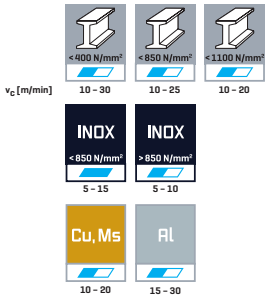 <400 N/mm² <850 N/mm² <1100 N/mm²
vc [m/min] 10 – 30 10 – 25 10 – 20
INOX INOX
<850 N/mm² >850 N/mm²
5 – 15 5 – 10
Cu, Ms Al
10 – 20 15 – 30